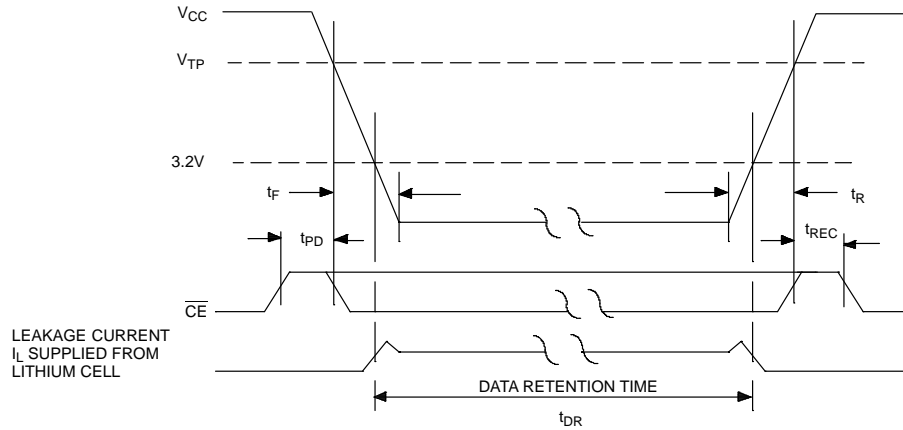 VCC
VTP
3.2V
tF
tR
tPD
tREC
CE
LEAKAGE CURRENT
IL SUPPLIED FROM
LITHIUM CELL
DATA RETENTION TIME
tDR